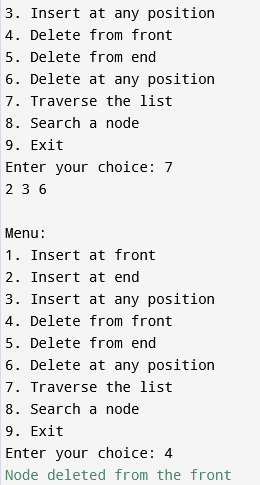 3. Insert at any position
4. Delete from front
5. Delete from end
6. Delete at any position
7. Traverse the list
8. Search a node
9. Exit
Enter your choice: 7
2 3 6
Menu:
1. Insert at front
2. Insert at end
3. Insert at any position
4. Delete from front
5. Delete from end
6. Delete at any position
7. Traverse the list
8. Search a node
9. Exit
Enter your choice: 4
Node deleted from the front